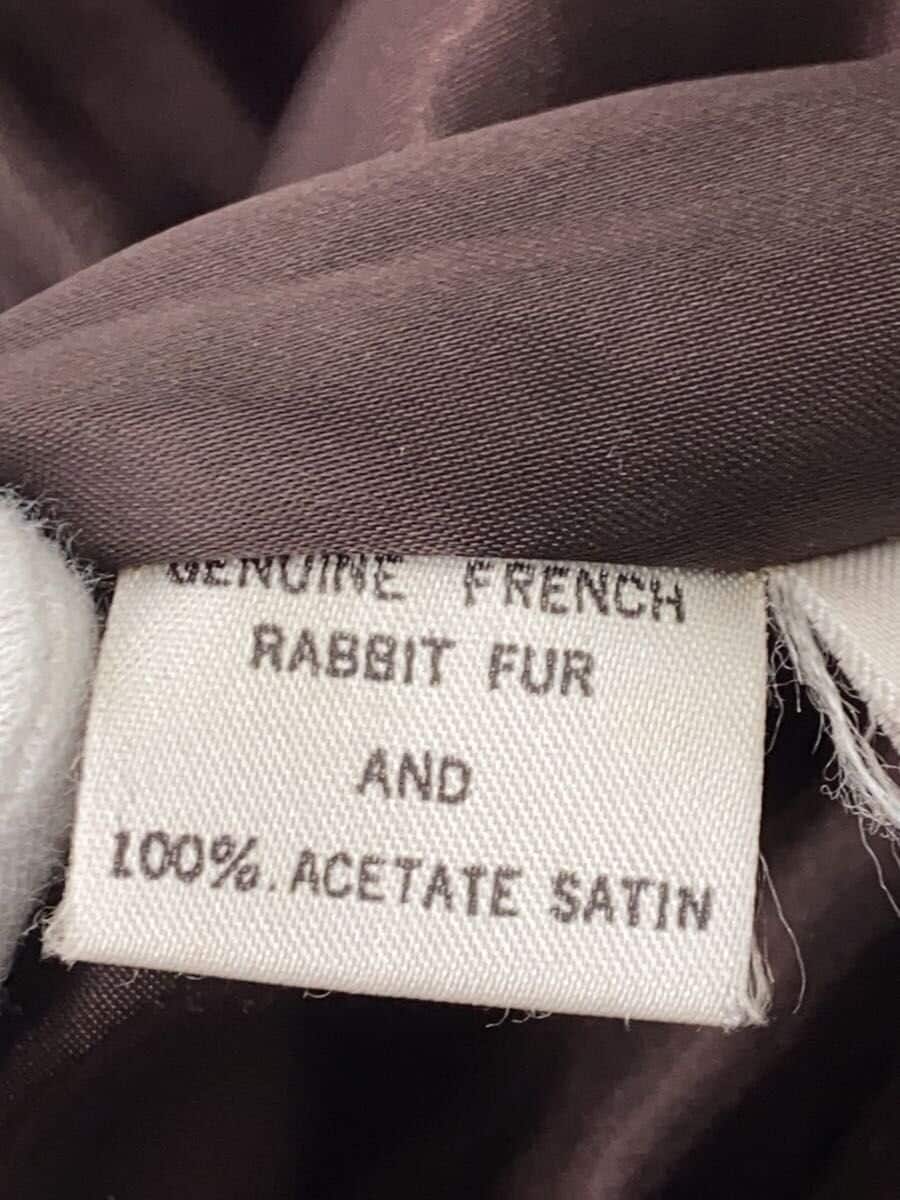 GENUINE FRENCH
RABBIT FUR
AND
100%. ACETATE SATIN